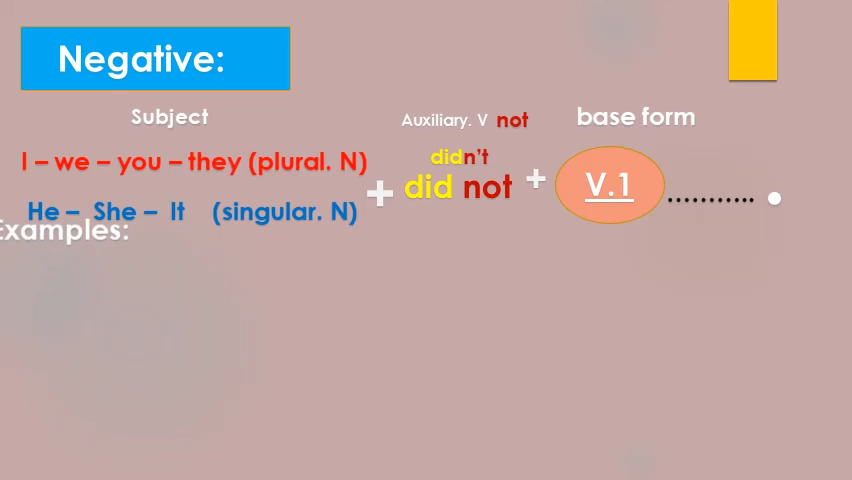 Negative:
Subject Auxiliary. V not base form
I – we – you – they (plural. N) didn't
+ did not + V.1 ........... .
He – She – It (singular. N)
Examples: